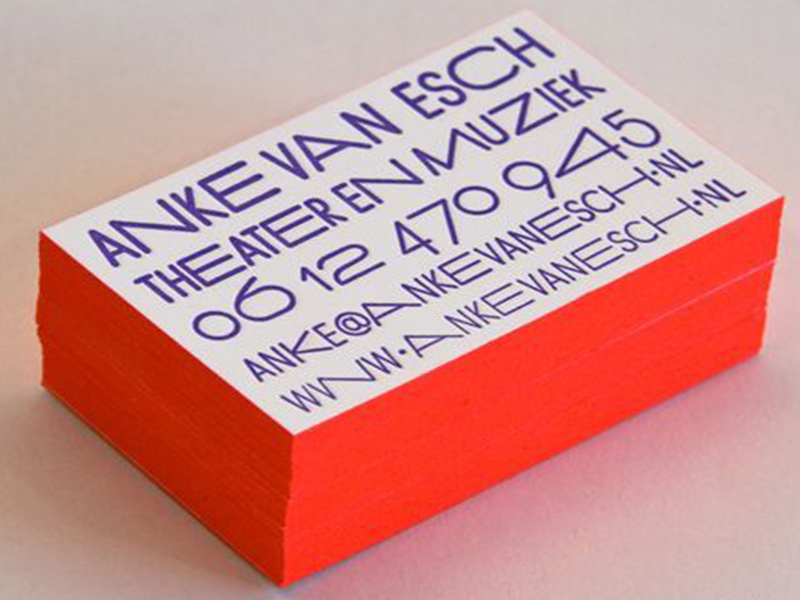 ANKE VAN ESCH
THEATER EN MUZIEK
06 12 470 945
ANKE@ANKEVANESCH.NL
WWW.ANKEVANESCH.NL